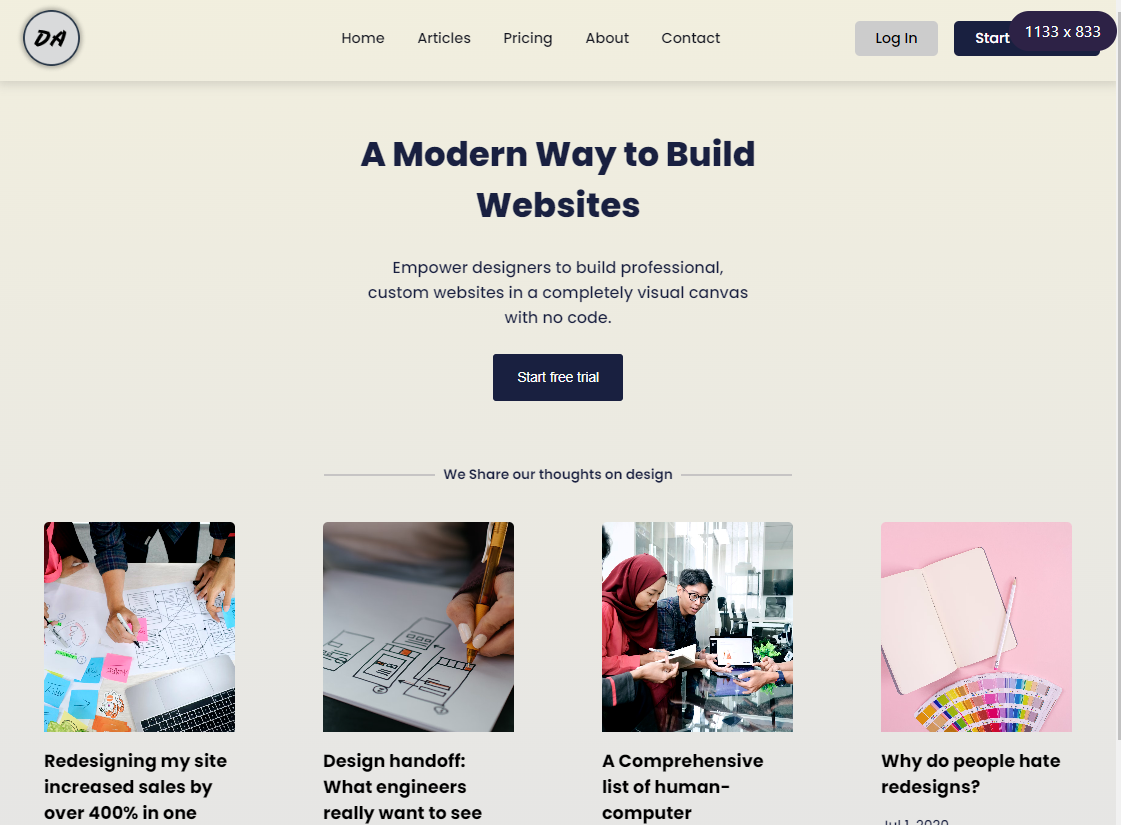 DA
Home Articles Pricing About Contact Log In Start 1133 x 833
A Modern Way to Build
Websites
Empower designers to build professional,
custom websites in a completely visual canvas
with no code.
Start free trial
We Share our thoughts on design
Redesigning my site
increased sales by
over 400% in one
Design handoff:
What engineers
really want to see
A Comprehensive
list of human-
computer
Why do people hate
redesigns?
Jul 1, 2020